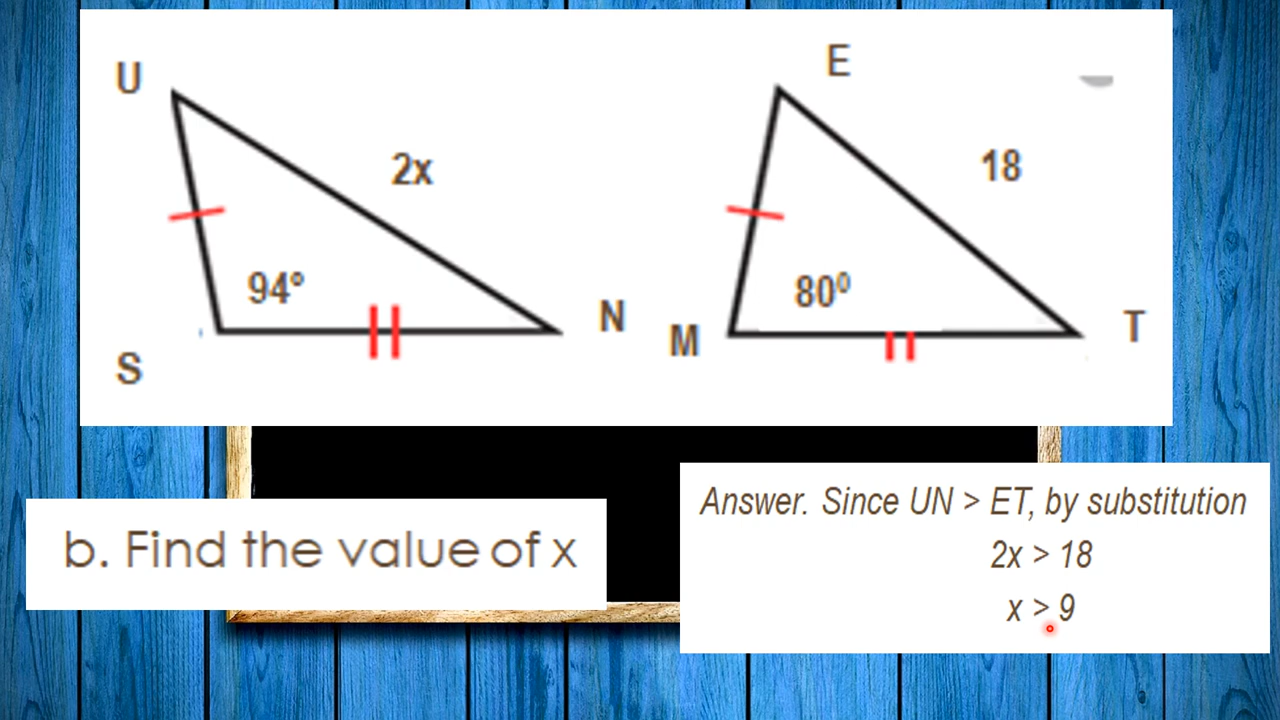 U
E
2x
18
94°
80⁰
S
N
M
T
b. Find the value of x
Answer. Since UN > ET, by substitution
2x > 18
x > 9